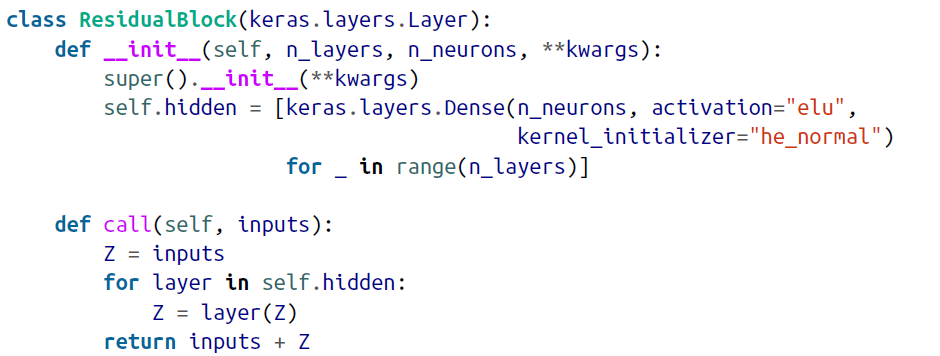 class ResidualBlock(keras.layers.Layer):
    def __init__(self, n_layers, n_neurons, **kwargs):
        super().__init__(**kwargs)
        self.hidden = [keras.layers.Dense(n_neurons, activation="elu",
                                          kernel_initializer="he_normal")
                       for _ in range(n_layers)]

    def call(self, inputs):
        Z = inputs
        for layer in self.hidden:
            Z = layer(Z)
        return inputs + Z